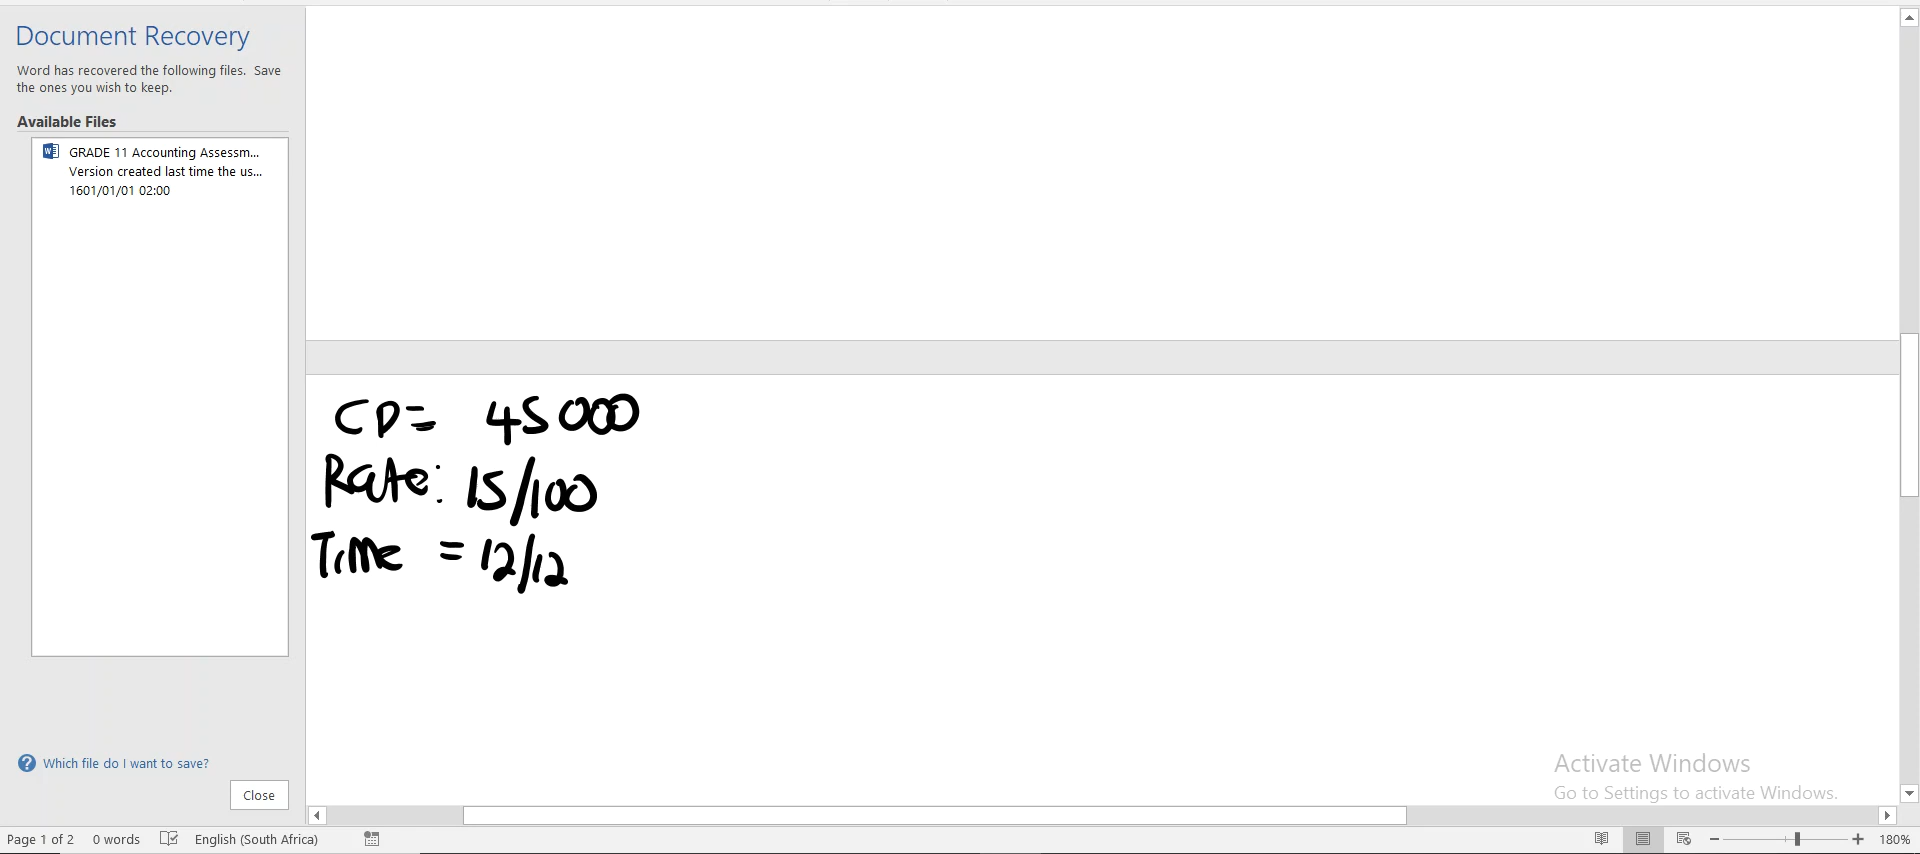 Document Recovery
Word has recovered the following files. Save
the ones you wish to keep.
Available Files
GRADE 11 Accounting Assessm...
Version created last time the us...
1601/01/01 02:00
CP= 45000
Rate: 15/100
Time = 12/12
Which file do I want to save?
Close
Activate Windows
Go to Settings to activate Windows.
Page 1 of 2 0 words English (South Africa) 180%